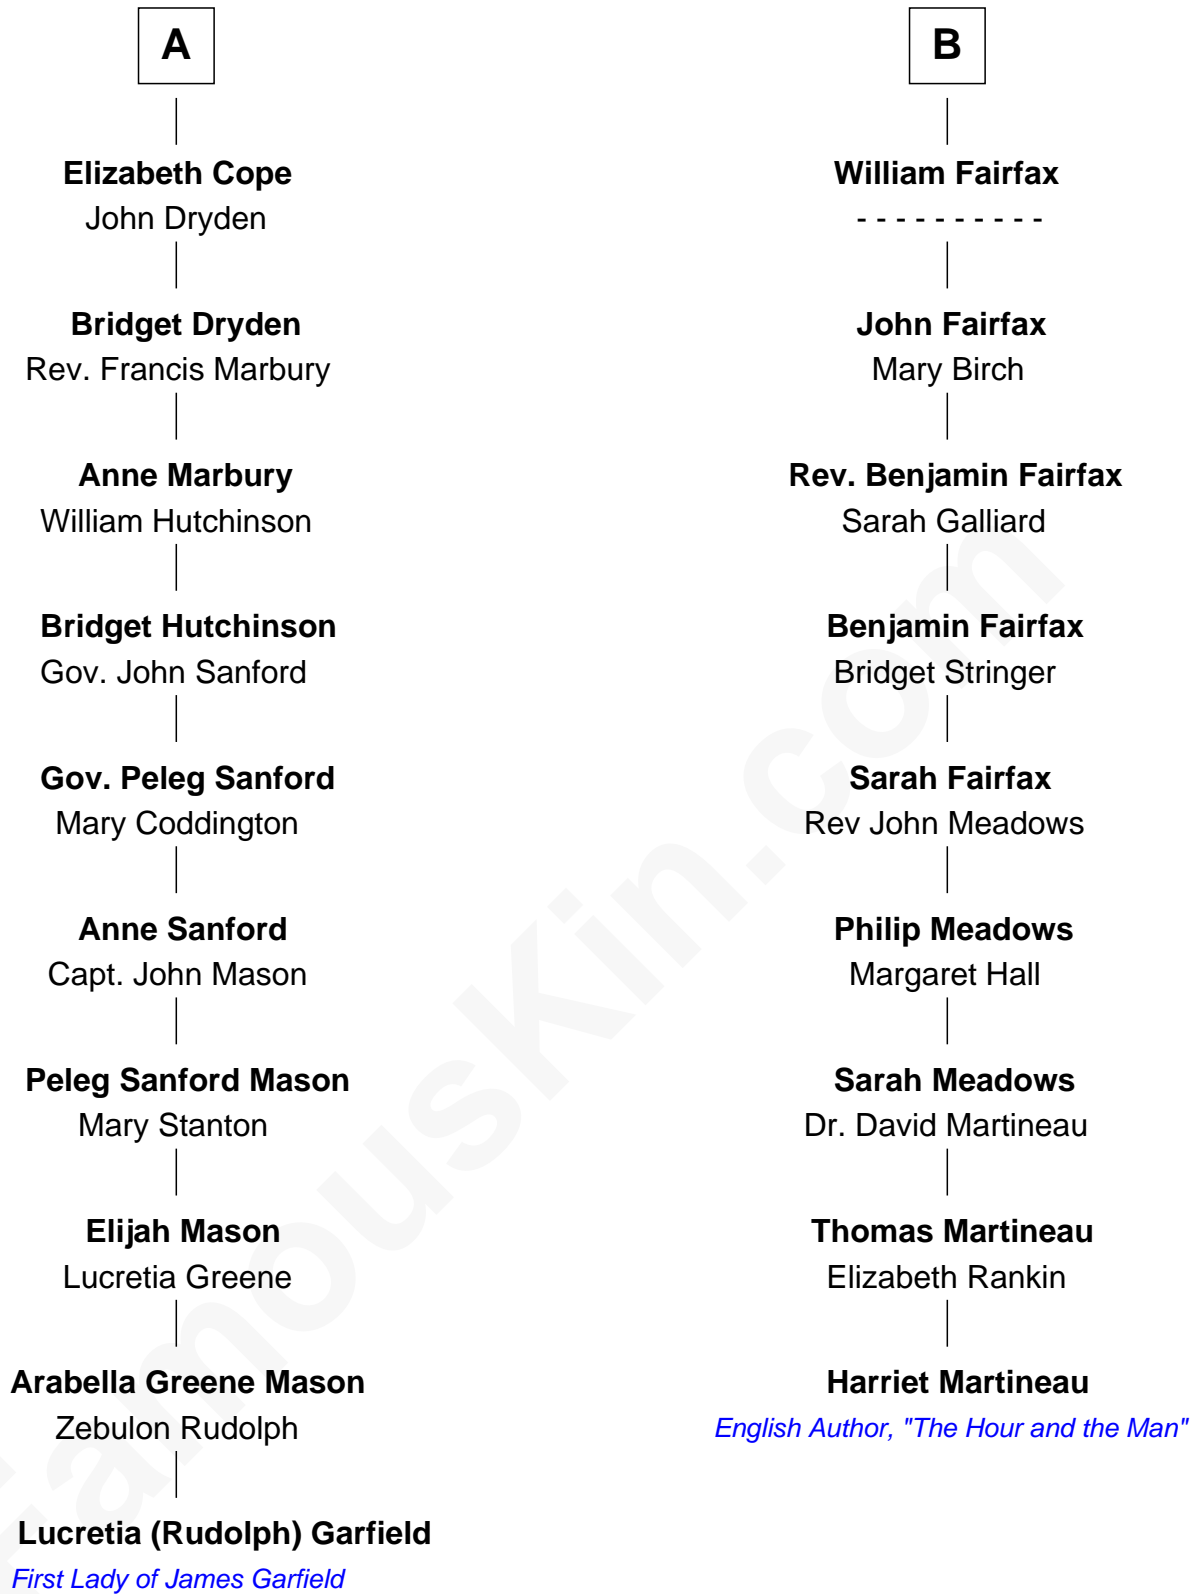 A
Elizabeth Cope
John Dryden
Bridget Dryden
Rev. Francis Marbury
Anne Marbury
William Hutchinson
Bridget Hutchinson
Gov. John Sanford
Gov. Peleg Sanford
Mary Coddington
Anne Sanford
Capt. John Mason
Peleg Sanford Mason
Mary Stanton
Elijah Mason
Lucretia Greene
Arabella Greene Mason
Zebulon Rudolph
Lucretia (Rudolph) Garfield
First Lady of James Garfield
B
William Fairfax
- - - - - - - - - -
John Fairfax
Mary Birch
Rev. Benjamin Fairfax
Sarah Galliard
Benjamin Fairfax
Bridget Stringer
Sarah Fairfax
Rev John Meadows
Philip Meadows
Margaret Hall
Sarah Meadows
Dr. David Martineau
Thomas Martineau
Elizabeth Rankin
Harriet Martineau
English Author, "The Hour and the Man"
FamousKin.com